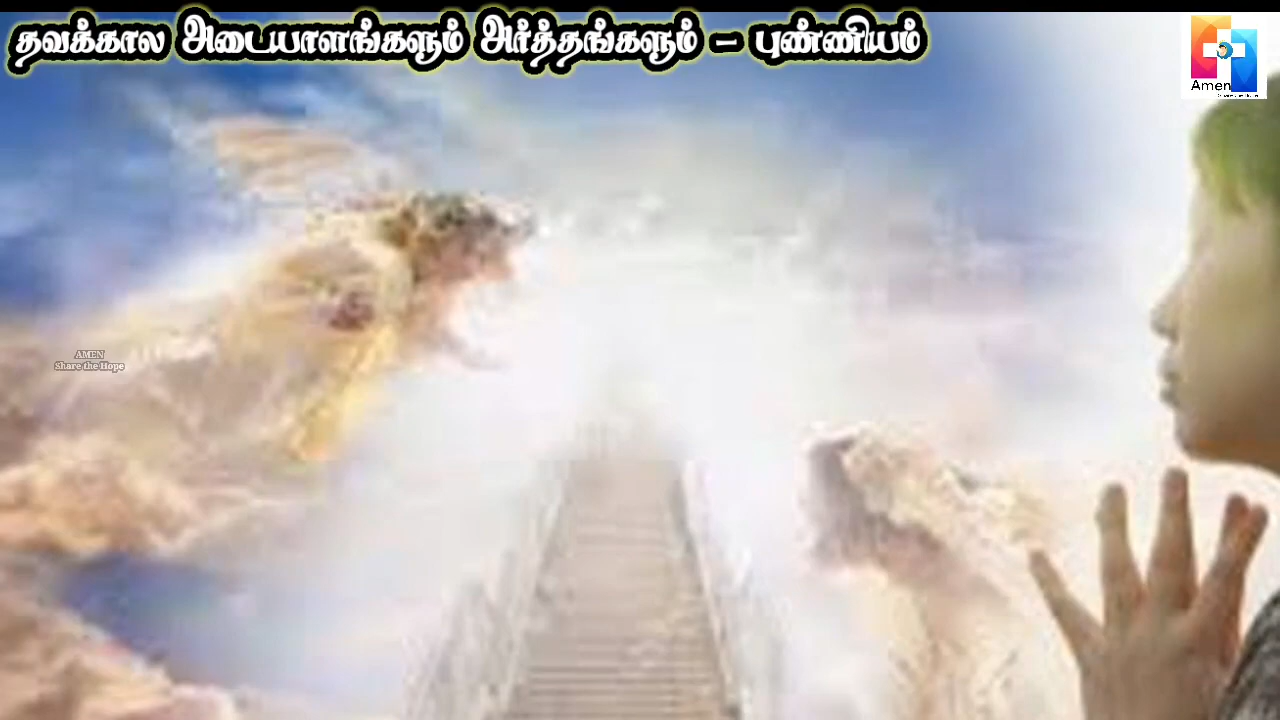 தவக்கால அடையாளங்களும் அர்த்தங்களும் - புண்ணியம்
Amen
AMEN
Share the Hope